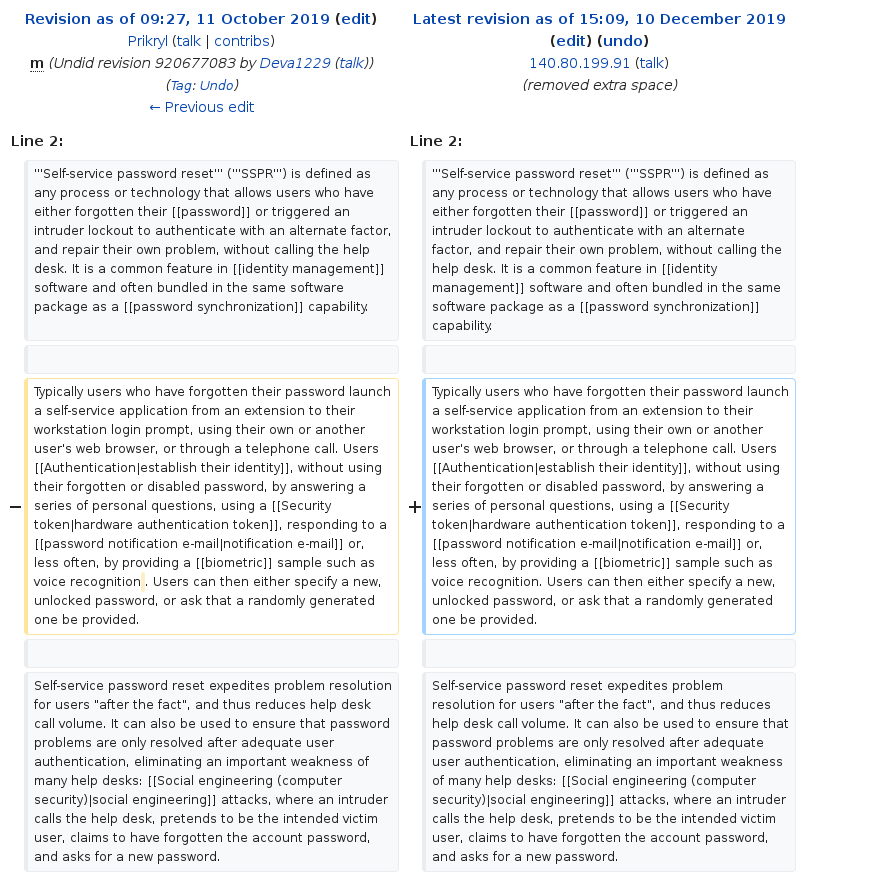 Revision as of 09:27, 11 October 2019 (edit)
Prikryl (talk | contribs)
m (Undid revision 920677083 by Deva1229 (talk))
(Tag: Undo)
← Previous edit
Latest revision as of 15:09, 10 December 2019
(edit) (undo)
140.80.199.91 (talk)
(removed extra space)
Line 2:
'''Self-service password reset''' ('''SSPR''') is defined as
any process or technology that allows users who have
either forgotten their [[password]] or triggered an
intruder lockout to authenticate with an alternate factor,
and repair their own problem, without calling the help
desk. It is a common feature in [[identity management]]
software and often bundled in the same software
package as a [[password synchronization]] capability.
Line 2:
'''Self-service password reset''' ('''SSPR''') is defined as
any process or technology that allows users who have
either forgotten their [[password]] or triggered an
intruder lockout to authenticate with an alternate
factor, and repair their own problem, without calling the
help desk. It is a common feature in [[identity
management]] software and often bundled in the same
software package as a [[password synchronization]]
capability.
−
Typically users who have forgotten their password launch
a self-service application from an extension to their
workstation login prompt, using their own or another
user's web browser, or through a telephone call. Users
[[Authentication|establish their identity]], without using
their forgotten or disabled password, by answering a
series of personal questions, using a [[Security
token|hardware authentication token]], responding to a
[[password notification e-mail|notification e-mail]] or,
less often, by providing a [[biometric]] sample such as
voice recognition . Users can then either specify a new,
unlocked password, or ask that a randomly generated
one be provided.
+
Typically users who have forgotten their password launch
a self-service application from an extension to their
workstation login prompt, using their own or another
user's web browser, or through a telephone call. Users
[[Authentication|establish their identity]], without using
their forgotten or disabled password, by answering a
series of personal questions, using a [[Security
token|hardware authentication token]], responding to a
[[password notification e-mail|notification e-mail]] or,
less often, by providing a [[biometric]] sample such as
voice recognition. Users can then either specify a new,
unlocked password, or ask that a randomly generated
one be provided.
Self-service password reset expedites problem resolution
for users "after the fact", and thus reduces help desk
call volume. It can also be used to ensure that password
problems are only resolved after adequate user
authentication, eliminating an important weakness of
many help desks: [[Social engineering (computer
security)|social engineering]] attacks, where an intruder
calls the help desk, pretends to be the intended victim
user, claims to have forgotten the account password,
and asks for a new password.
Self-service password reset expedites problem
resolution for users "after the fact", and thus reduces
help desk call volume. It can also be used to ensure that
password problems are only resolved after adequate
user authentication, eliminating an important weakness
of many help desks: [[Social engineering (computer
security)|social engineering]] attacks, where an intruder
calls the help desk, pretends to be the intended victim
user, claims to have forgotten the account password,
and asks for a new password.